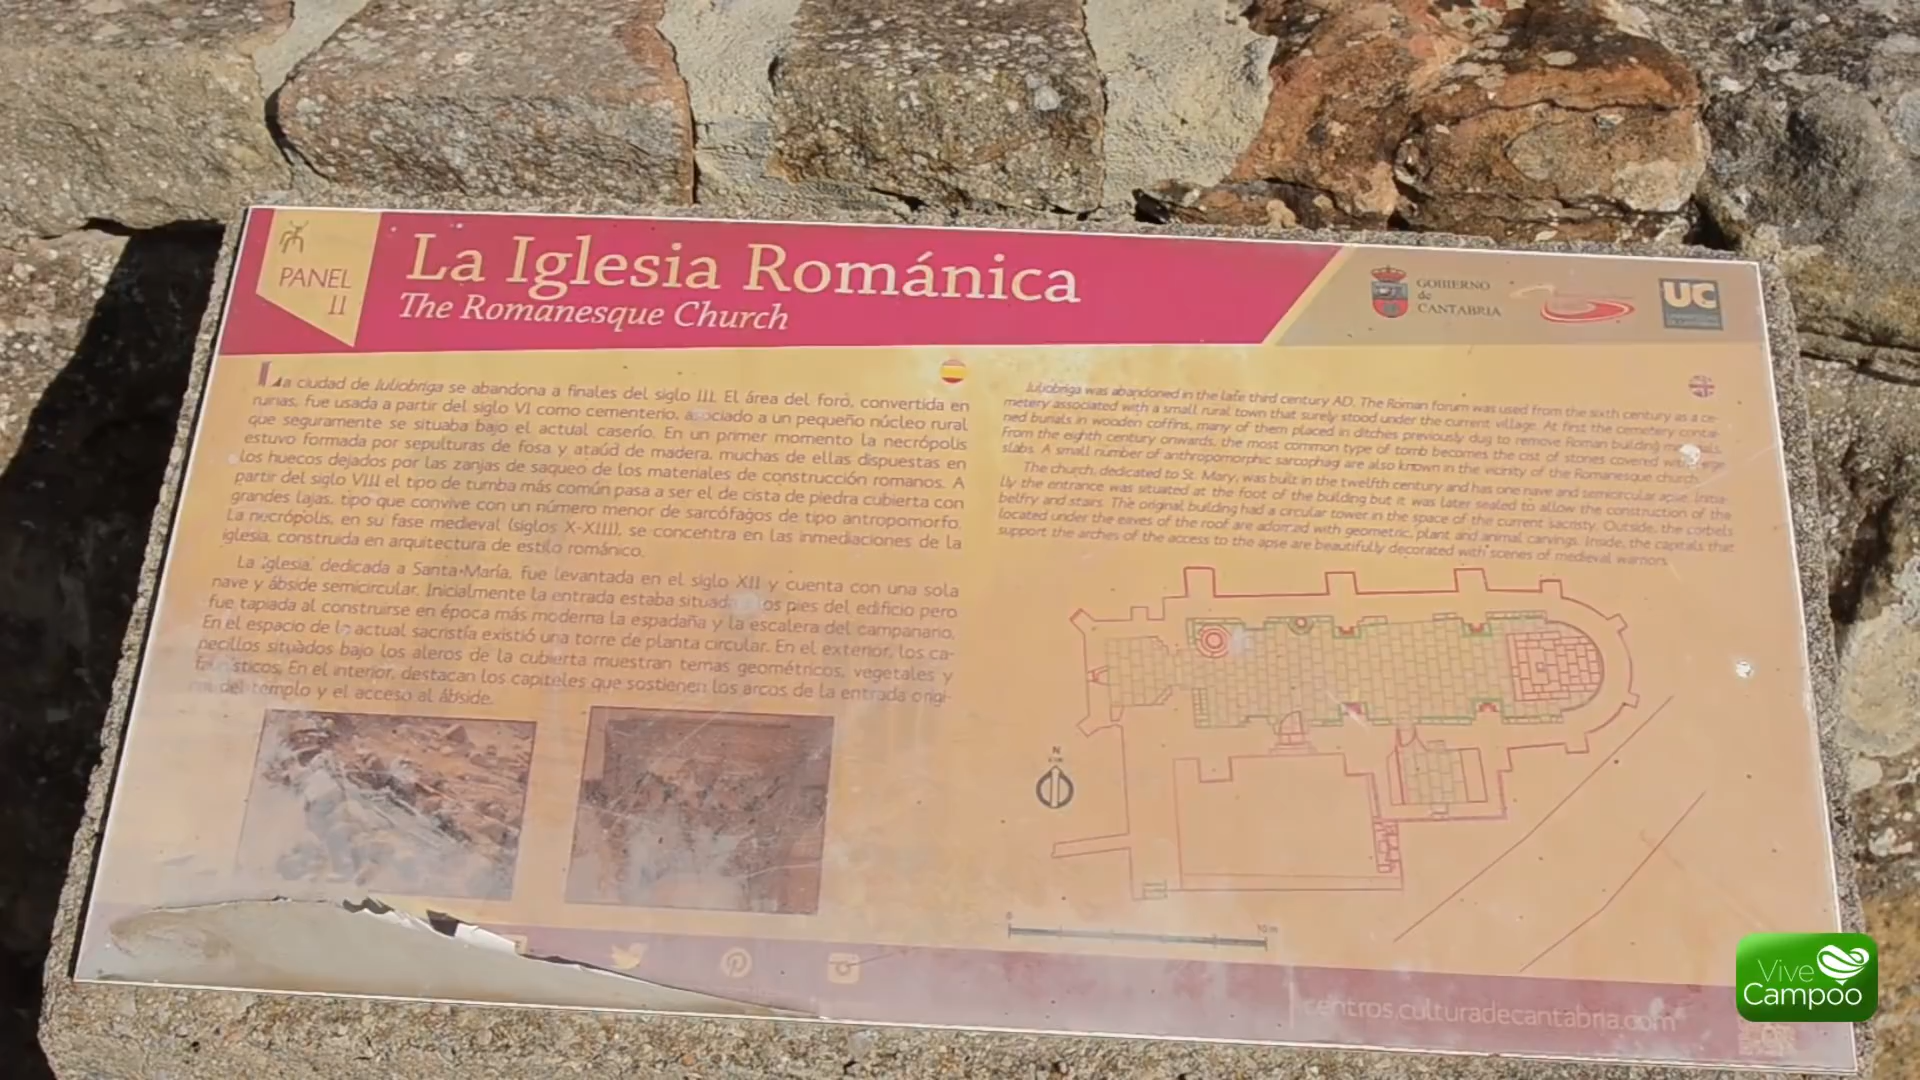 PANEL
II
La Iglesia Románica
The Romanesque Church
GOBIERNO
de
CANTABRIA
UC
La ciudad de Iuliobriga se abandona a finales del siglo III. El área del foro, convertida en
ruinas, fue usada a partir del siglo VI como cementerio, asociado a un pequeño núcleo rural
que seguramente se situaba bajo el actual caserío. En un primer momento la necrópolis
estuvo formada por sepulturas de fosa y ataúd de madera, muchas de ellas dispuestas en
los huecos dejados por las zanjas de saqueo de los materiales de construcción romanos. A
partir del siglo VIII el tipo de tumba más común pasa a ser el de cista de piedra cubierta con
grandes lajas, tipo que convive con un número menor de sarcófagos de tipo antropomorfo.
La necrópolis, en su fase medieval (siglos X-XIII), se concentra en las inmediaciones de la
iglesia, construida en arquitectura de estilo románico.
La iglesia, dedicada a Santa María, fue levantada en el siglo XII y cuenta con una sola
nave y ábside semicircular. Inicialmente la entrada estaba situada os pies del edificio pero
fue tapiada al construirse en época más moderna la espadaña y la escalera del campanario.
En el espacio de la actual sacristía existió una torre de planta circular. En el exterior, los ca-
necillos situados bajo los aleros de la cubierta muestran temas geométricos, vegetales y
En el interior, destacan los capiteles que sostienen los arcos de la entrada origi-
del templo y el acceso al ábside.
Juliobriga was abandoned in the late third century AD. The Roman forum was used from the sixth century as a ce-
metery associated with a small rural town that surely stood under the current village. At first the cemetery contai-
ned burials in wooden coffins, many of them placed in ditches previously dug to remove Roman building
From the eighth century onwards, the most common type of tomb becomes the cist of stones covered with
slabs. A small number of anthropomorphic sarcophagi are also known in the vicinity of the Romanesque church.
The church, dedicated to St. Mary, was built in the twelfth century and has one nave and semicircular apse. Initia-
lly the entrance was situated at the foot of the building but it was later sealed to allow the construction of the
belfry and stairs. The original building had a circular tower in the space of the current sacristy. Outside, the corbels
located under the eaves of the roof are adorned with geometric, plant and animal carvings. Inside, the capitals that
support the arches of the access to the apse are beautifully decorated with scenes of medieval warriors.
N
0 10 m
centros.culturadecantabria.com
Vive
Campoo